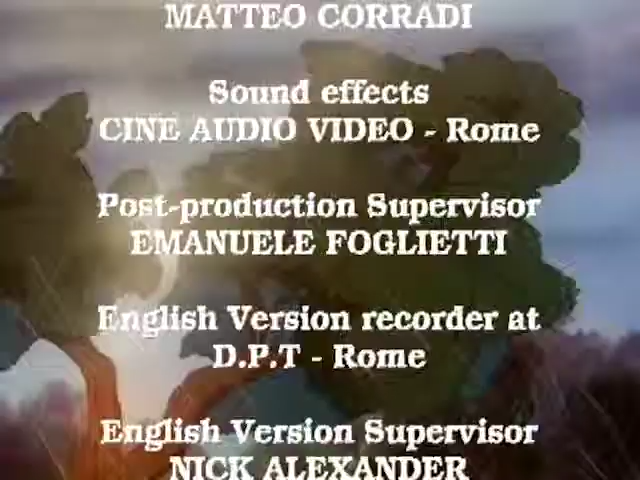 MATTEO CORRADI
Sound effects
CINE AUDIO VIDEO - Rome
Post-production Supervisor
EMANUELE FOGLIETTI
English Version recorder at
D.P.T - Rome
English Version Supervisor
NICK ALEXANDER